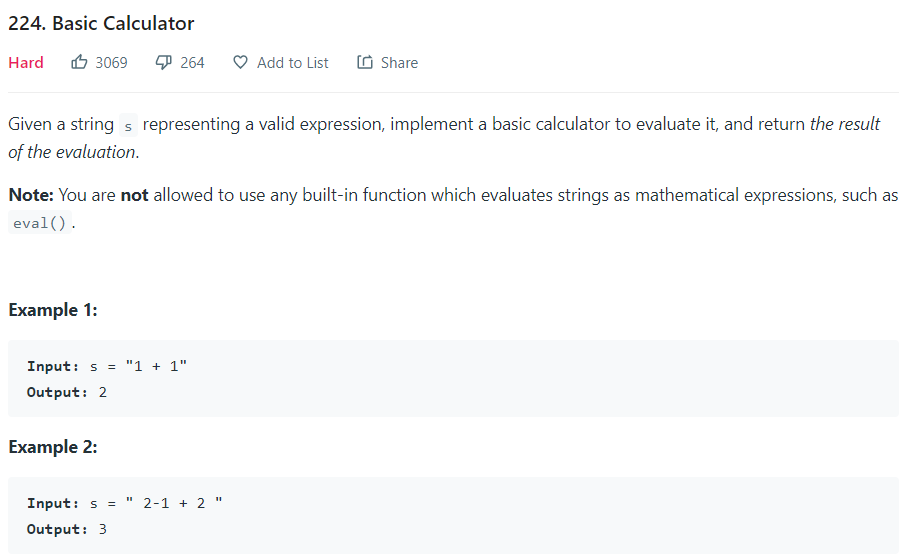 224. Basic Calculator
Hard 3069 264 Add to List Share
Given a string s representing a valid expression, implement a basic calculator to evaluate it, and return the result
of the evaluation.
Note: You are not allowed to use any built-in function which evaluates strings as mathematical expressions, such as
eval() .
Example 1:
Input: s = "1 + 1"
Output: 2
Example 2:
Input: s = " 2-1 + 2 "
Output: 3